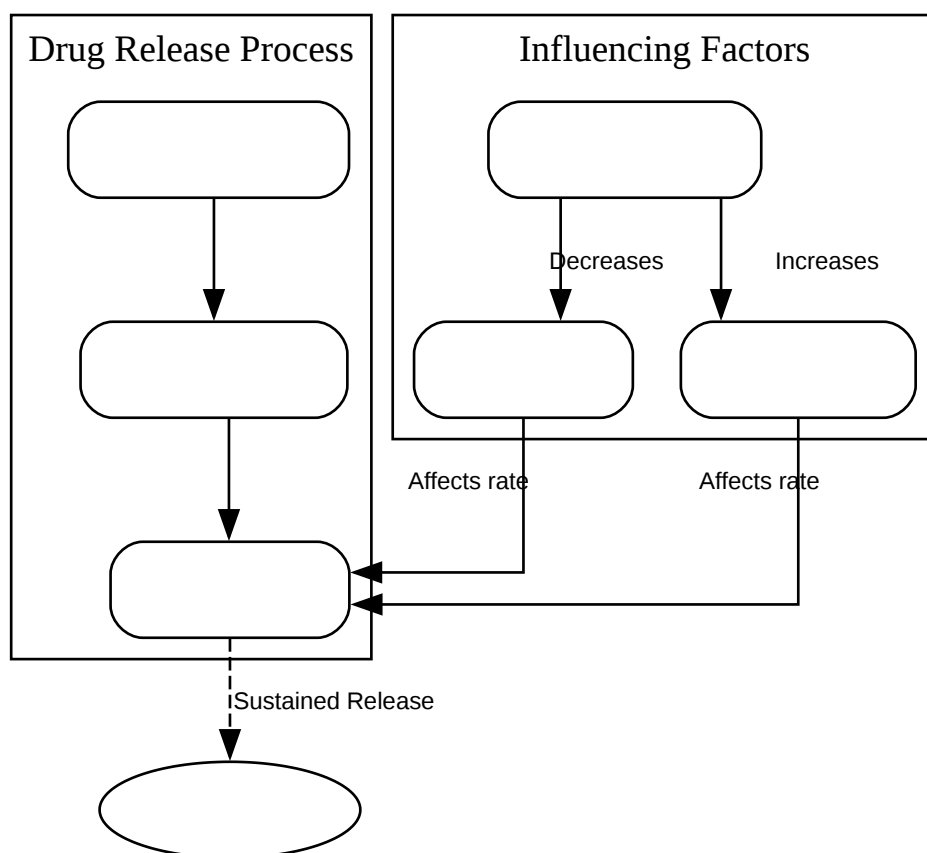 Drug Release Process
Influencing Factors
Decreases
Increases
Affects rate
Affects rate
Sustained Release